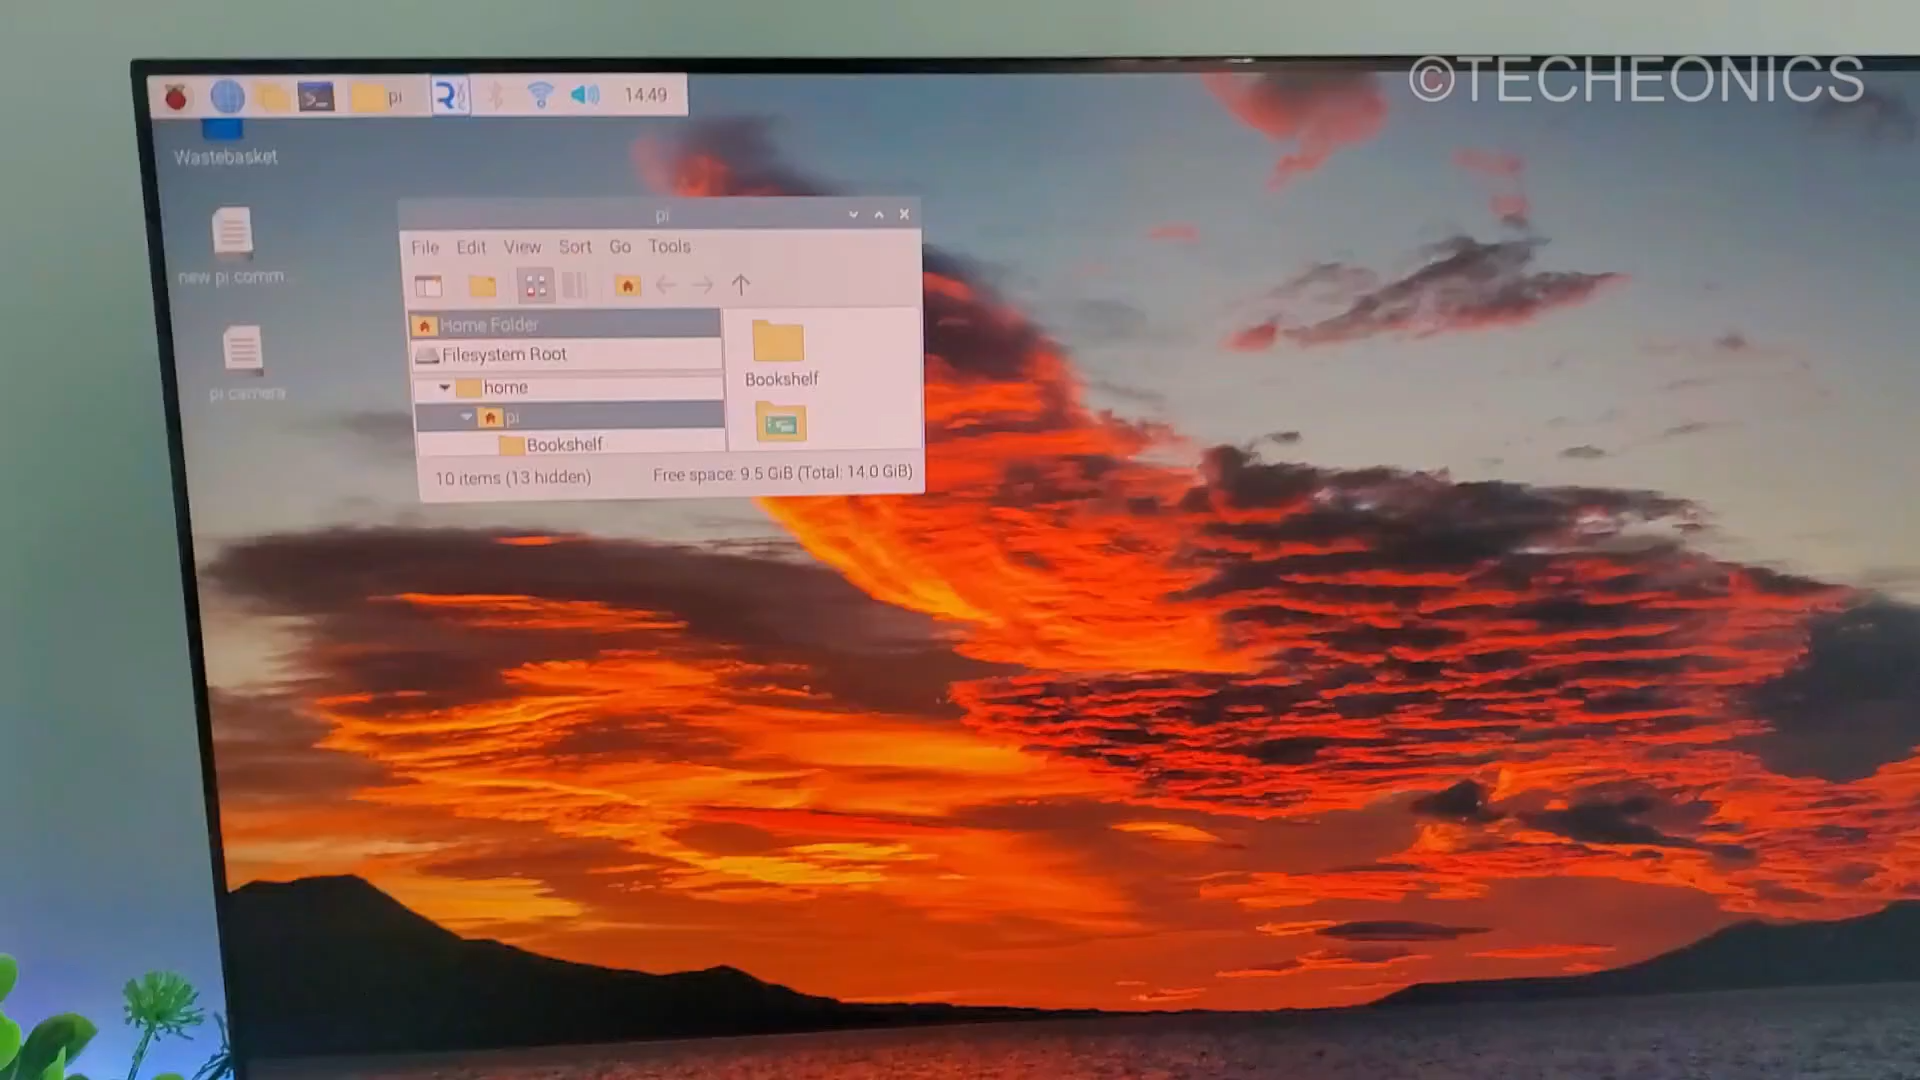 ©TECHEONICS
pi
14.49
Wastebasket
new pi comm...
pi camera
pi
File Edit View Sort Go Tools
Home Folder
Filesystem Root
home
pi
Bookshelf
Bookshelf
10 items (13 hidden)
Free space: 9.5 GiB (Total: 14.0 GiB)